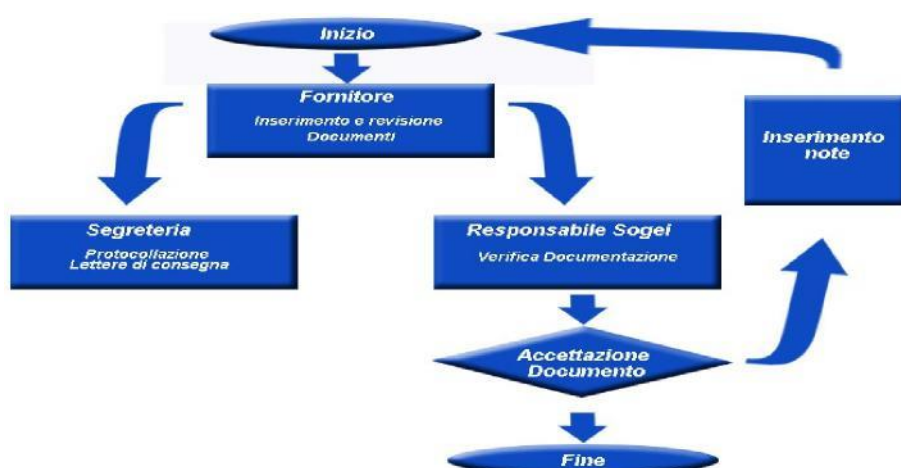 Inizio
Fornitore
Inserimento e revisione
Documenti
Inserimento
note
Segreteria
Protocollazione
Lettere di consegna
Responsabile Sogei
Verifica Documentazione
Accettazione
Documento
Fine